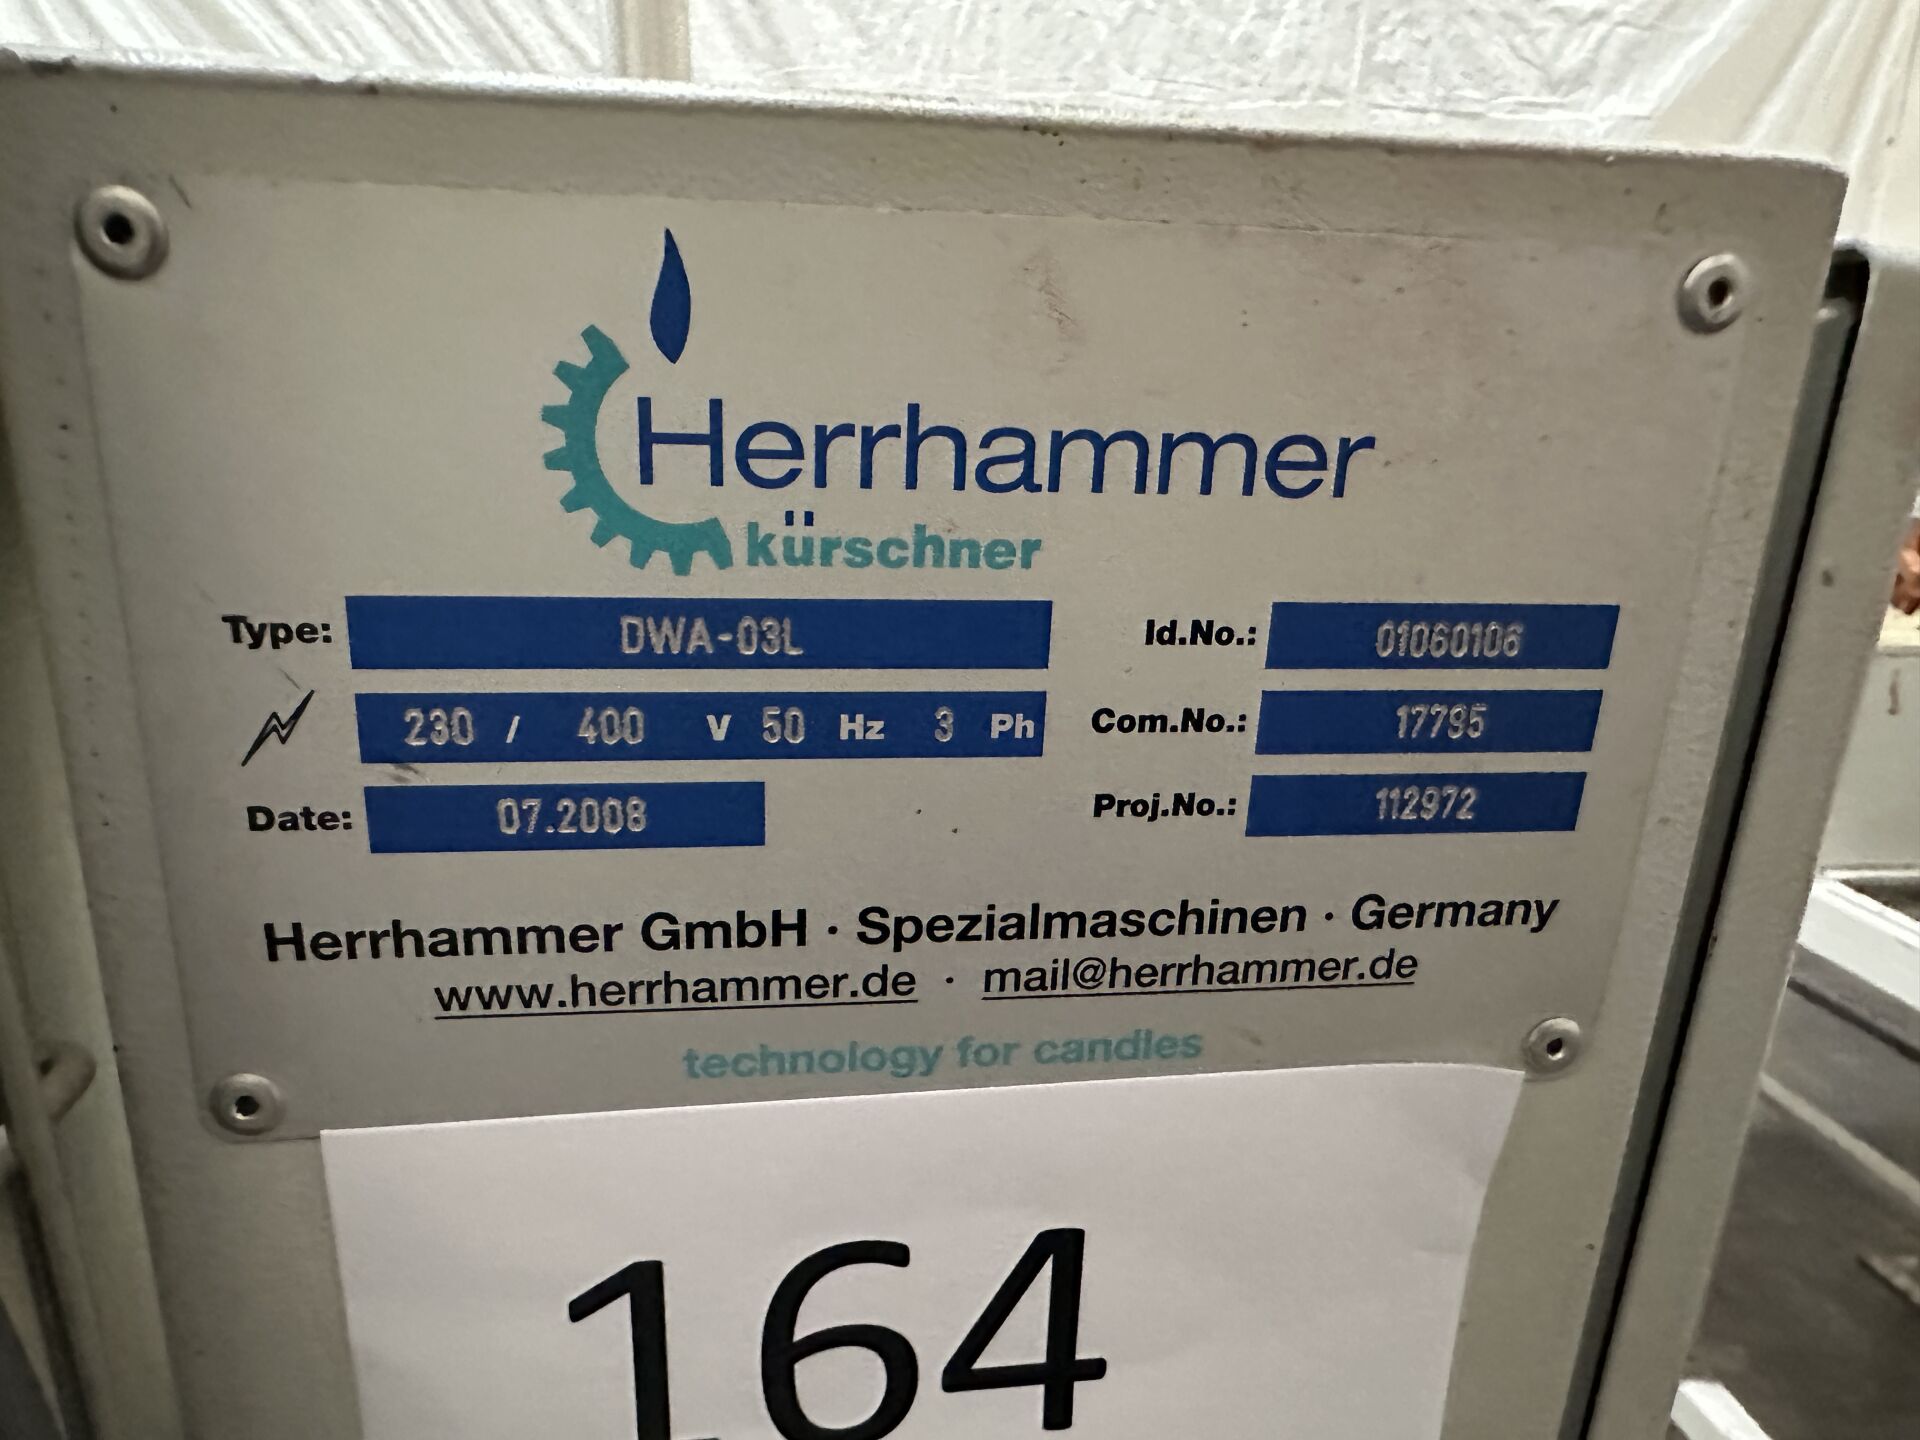 Herrhammer
kürschner
Type: DWA-03L
Id.No.: 01060106
230 / 400 V 50 Hz 3 Ph
Com.No.: 17795
Date: 07.2008
Proj.No.: 112972
Herrhammer GmbH · Spezialmaschinen · Germany
www.herrhammer.de · mail@herrhammer.de
technology for candles
164